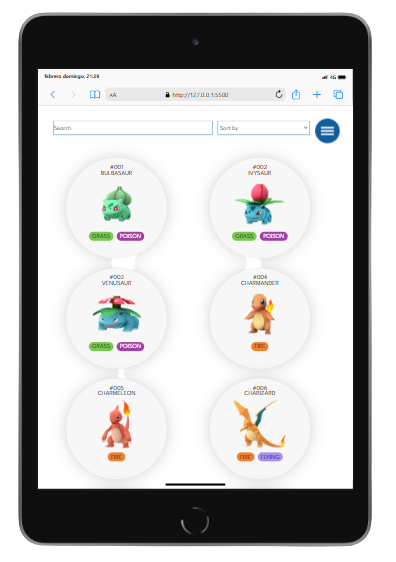 febrero domingo, 21:29
4G
AA
http://127.0.0.1:5500
Search
Sort by
#001
BULBASAUR
GRASS POISON
#002
IVYSAUR
GRASS POISON
#003
VENUSAUR
GRASS POISON
#004
CHARMANDER
FIRE
#005
CHARMELEON
FIRE
#006
CHARIZARD
FIRE FLYING